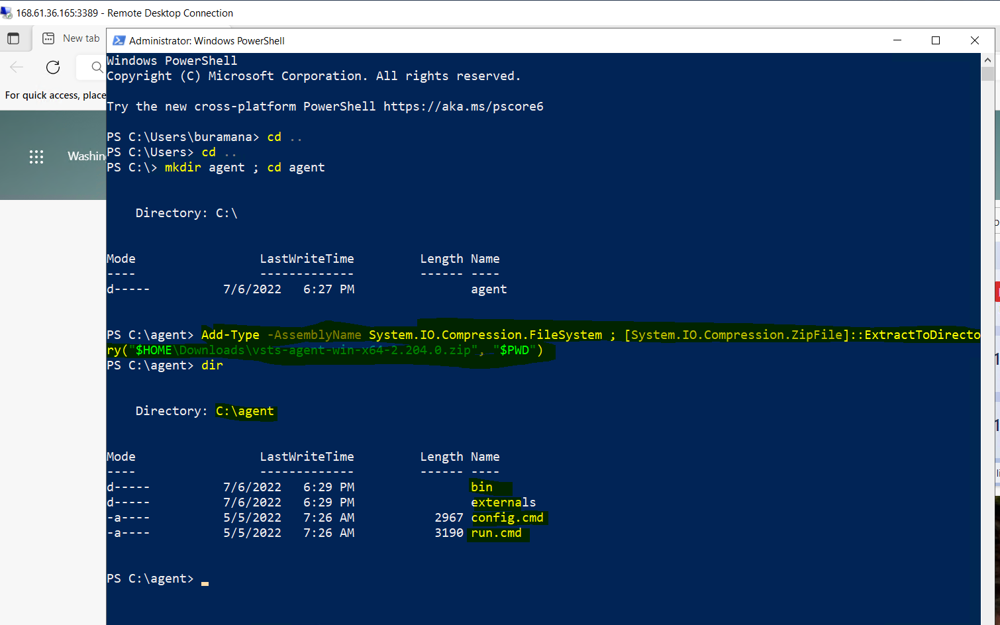 168.61.36.165:3389 - Remote Desktop Connection
New tab
Administrator: Windows PowerShell
For quick access, place
Washin
Windows PowerShell
Copyright (C) Microsoft Corporation. All rights reserved.
Try the new cross-platform PowerShell https://aka.ms/pscore6
PS C:\Users\buramana> cd ..
PS C:\Users> cd ..
PS C:\> mkdir agent ; cd agent
Directory: C:\
Mode LastWriteTime Length Name
---- ------------- ------ ----
d----- 7/6/2022 6:27 PM agent
PS C:\agent> Add-Type -AssemblyName System.IO.Compression.FileSystem ; [System.IO.Compression.ZipFile]::ExtractToDirecto
ry("$HOME\Downloads\vsts-agent-win-x64-2.204.0.zip", "$PWD")
PS C:\agent> dir
Directory: C:\agent
Mode LastWriteTime Length Name
---- ------------- ------ ----
d----- 7/6/2022 6:29 PM bin
d----- 7/6/2022 6:29 PM externals
-a---- 5/5/2022 7:26 AM 2967 config.cmd
-a---- 5/5/2022 7:26 AM 3190 run.cmd
PS C:\agent>